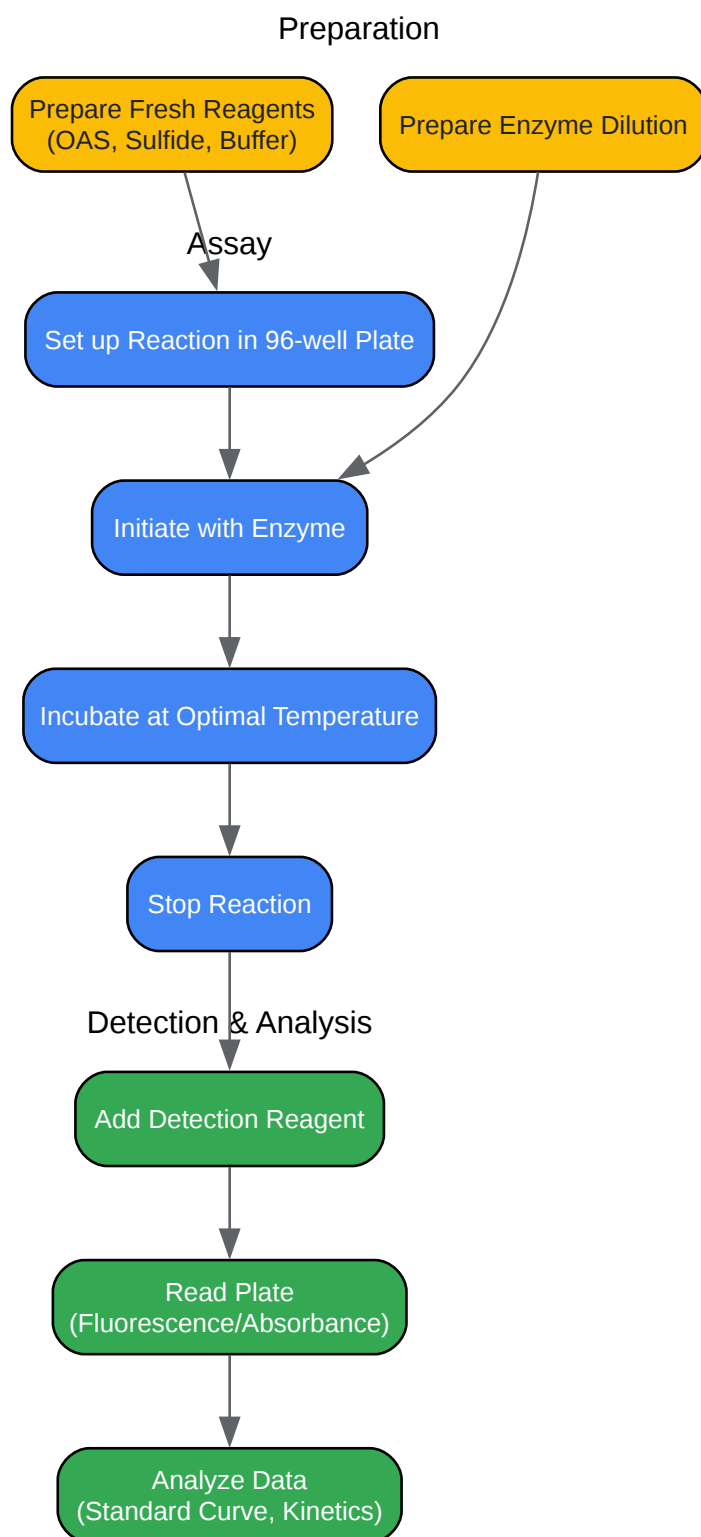 Preparation
Prepare Fresh Reagents
(OAS, Sulfide, Buffer)
Prepare Enzyme Dilution
Assay
Set up Reaction in 96-well Plate
Initiate with Enzyme
Incubate at Optimal Temperature
Stop Reaction
Detection & Analysis
Add Detection Reagent
Read Plate
(Fluorescence/Absorbance)
Analyze Data
(Standard Curve, Kinetics)